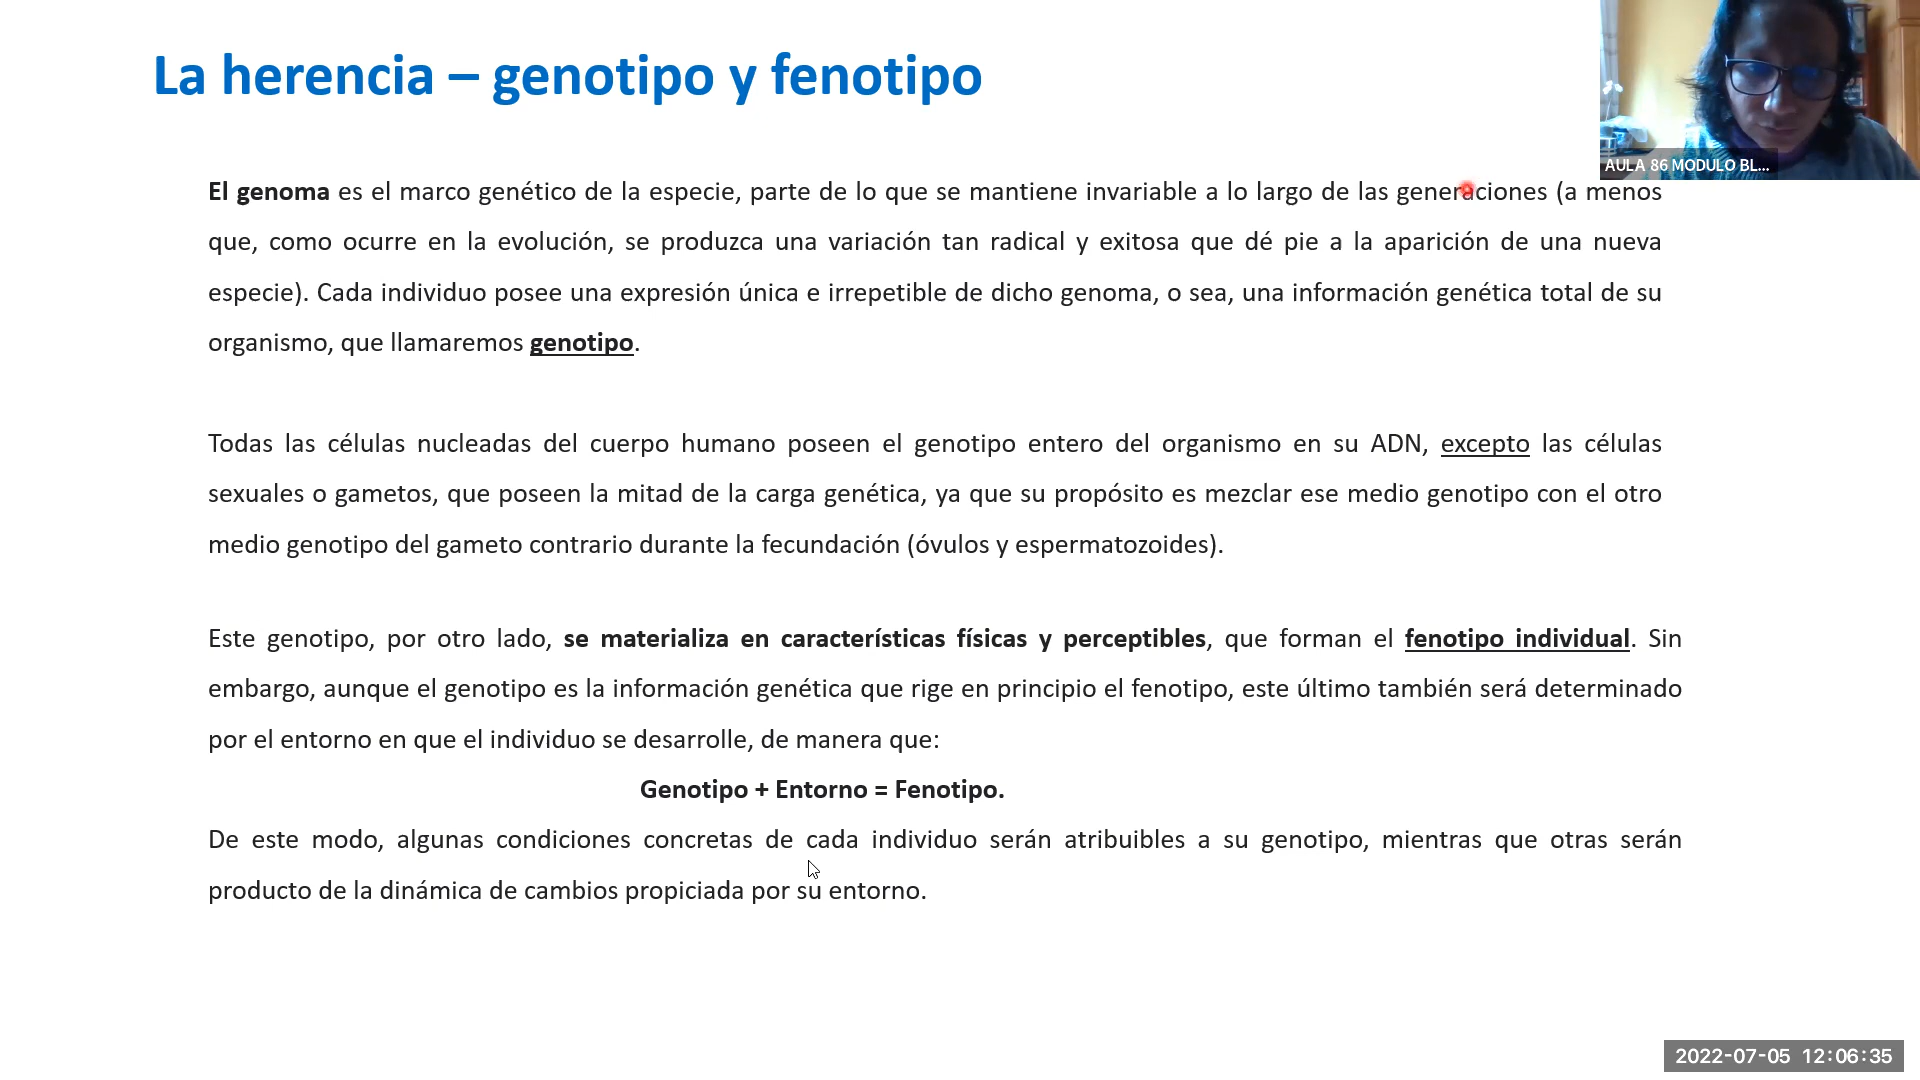 La herencia – genotipo y fenotipo
AULA 86 MODULO BL...
El genoma es el marco genético de la especie, parte de lo que se mantiene invariable a lo largo de las generaciones (a menos
que, como ocurre en la evolución, se produzca una variación tan radical y exitosa que dé pie a la aparición de una nueva
especie). Cada individuo posee una expresión única e irrepetible de dicho genoma, o sea, una información genética total de su
organismo, que llamaremos genotipo.
Todas las células nucleadas del cuerpo humano poseen el genotipo entero del organismo en su ADN, excepto las células
sexuales o gametos, que poseen la mitad de la carga genética, ya que su propósito es mezclar ese medio genotipo con el otro
medio genotipo del gameto contrario durante la fecundación (óvulos y espermatozoides).
Este genotipo, por otro lado, se materializa en características físicas y perceptibles, que forman el fenotipo individual. Sin
embargo, aunque el genotipo es la información genética que rige en principio el fenotipo, este último también será determinado
por el entorno en que el individuo se desarrolle, de manera que:
Genotipo + Entorno = Fenotipo.
De este modo, algunas condiciones concretas de cada individuo serán atribuibles a su genotipo, mientras que otras serán
producto de la dinámica de cambios propiciada por su entorno.
2022-07-05 12:06:35